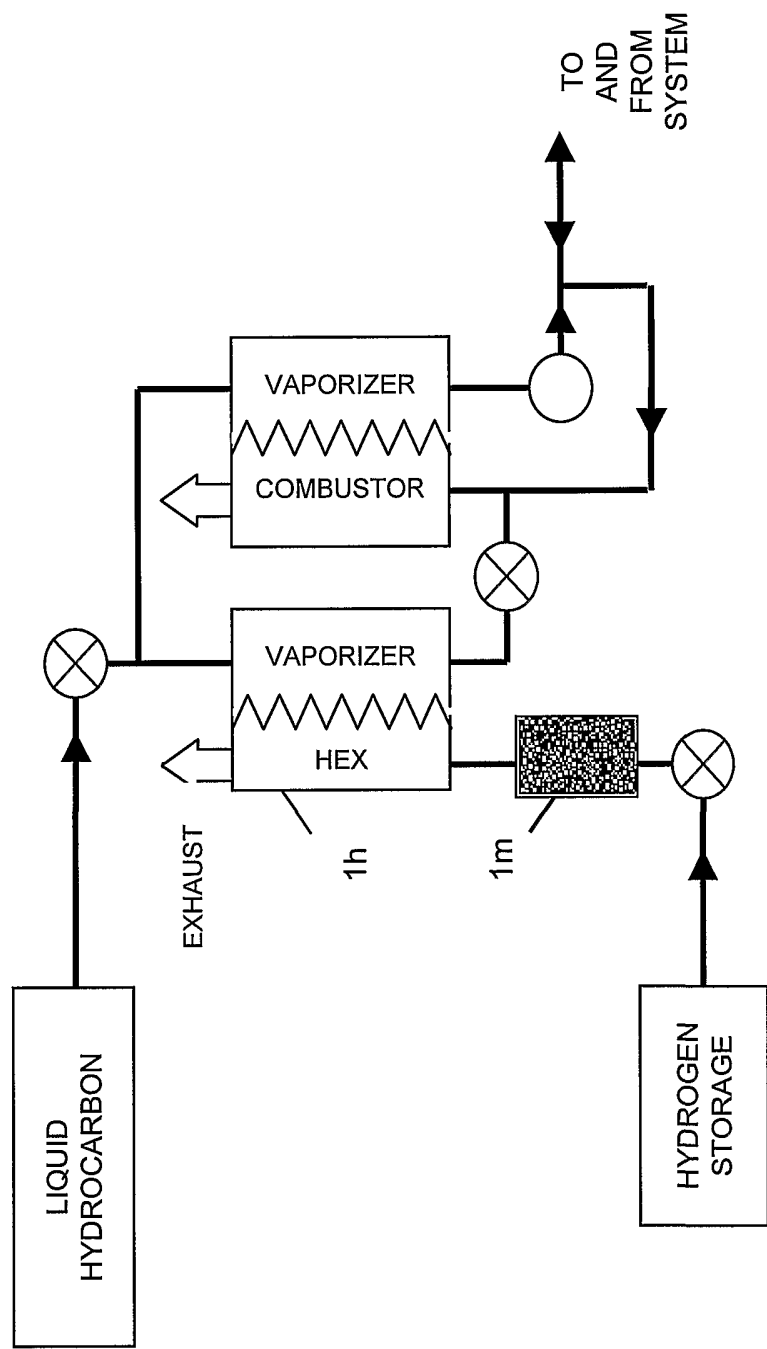 LIQUID
HYDROCARBON
EXHAUST
VAPORIZER
HEX
1h
1m
VAPORIZER
COMBUSTOR
HYDROGEN
STORAGE
TO
AND
FROM
SYSTEM